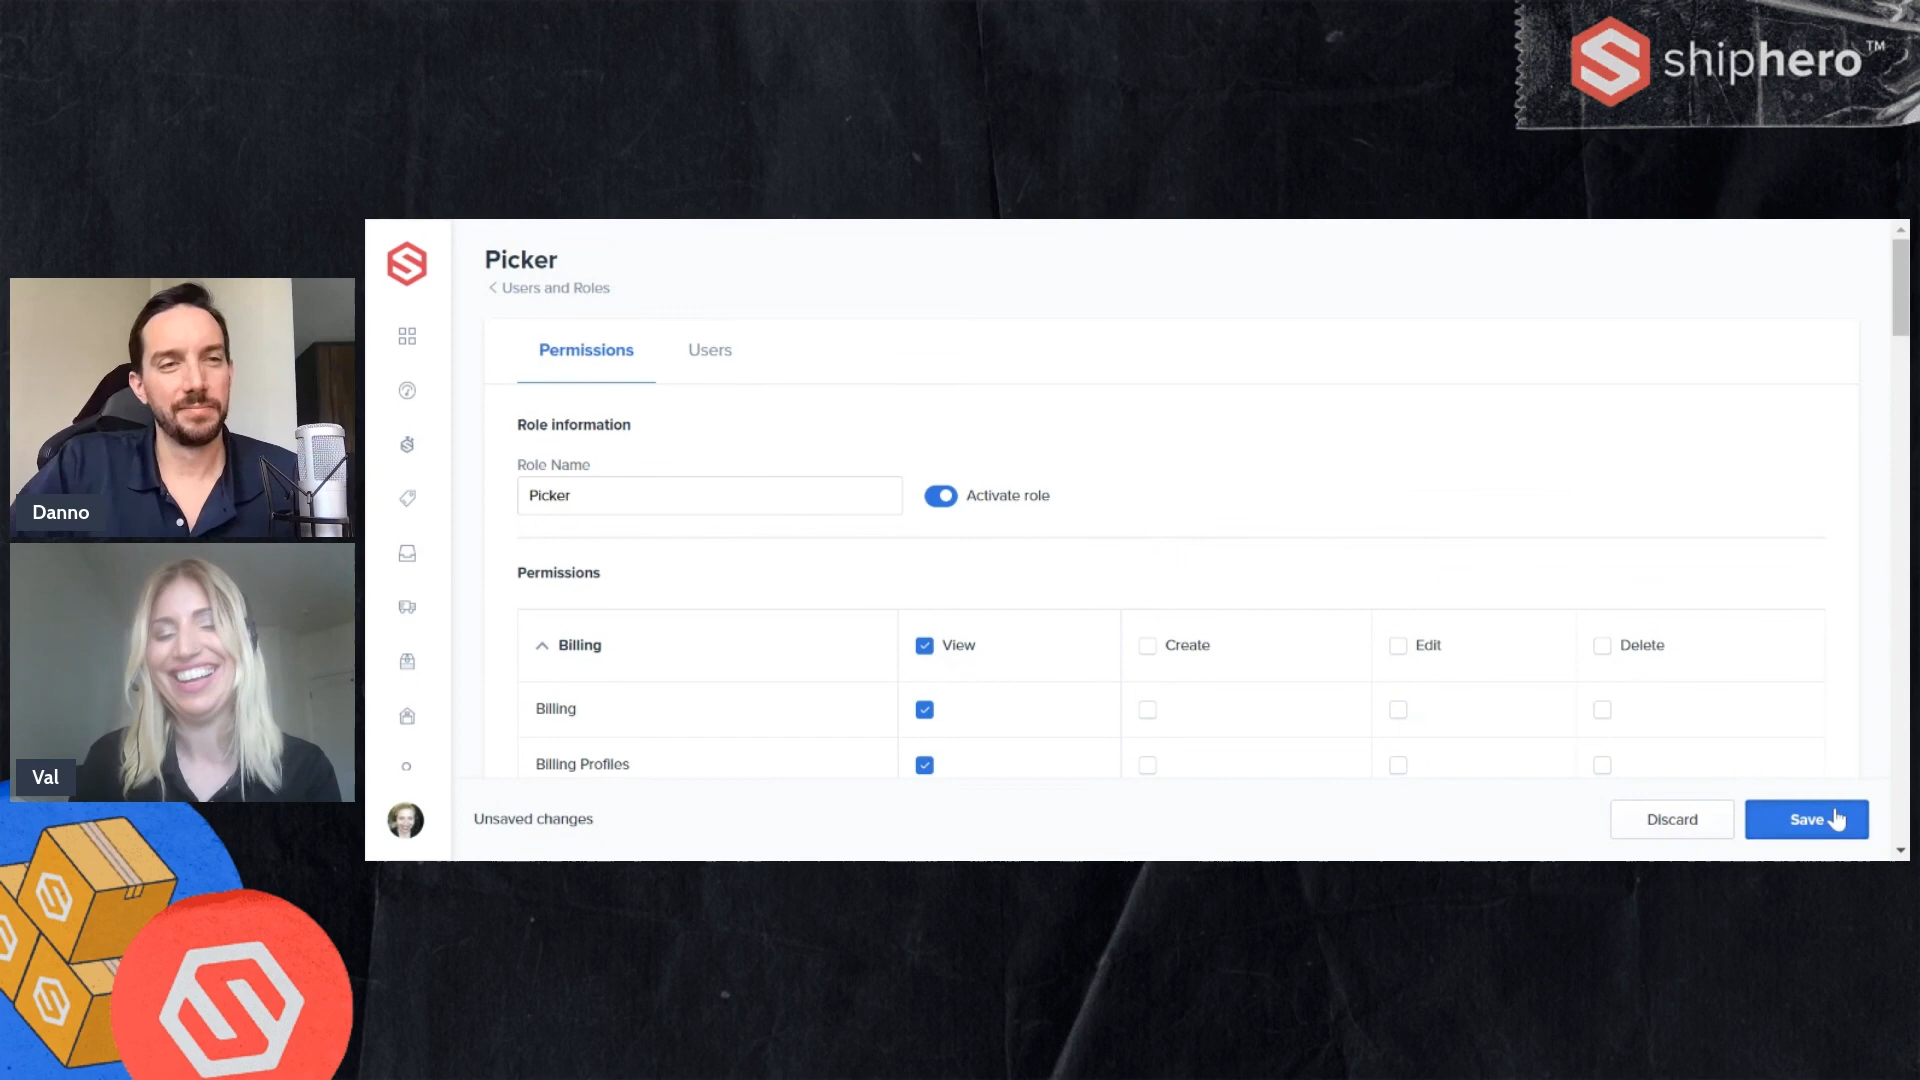 shiphero™
Picker
Users and Roles
Permissions Users
Role information
Role Name
Picker
Activate role
Permissions
Billing View Create Edit Delete
Billing
Billing Profiles
Unsaved changes
Discard Save
Danno
Val